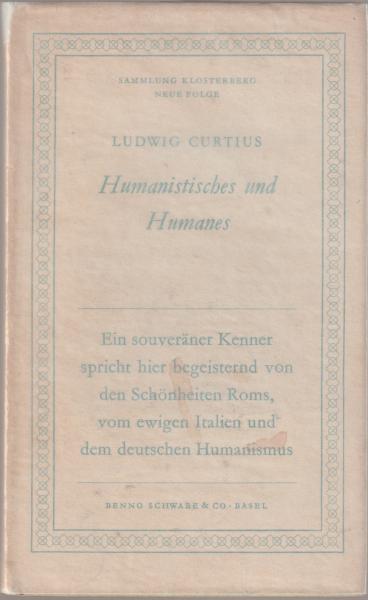 SAMMLUNG KLOSTERBERG
NEUE FOLGE
LUDWIG CURTIUS
Humanistisches und
Humanes
Ein souveräner Kenner
spricht hier begeisternd von
den Schönheiten Roms,
vom ewigen Italien und
dem deutschen Humanismus
BENNO SCHWABE & CO · BASEL